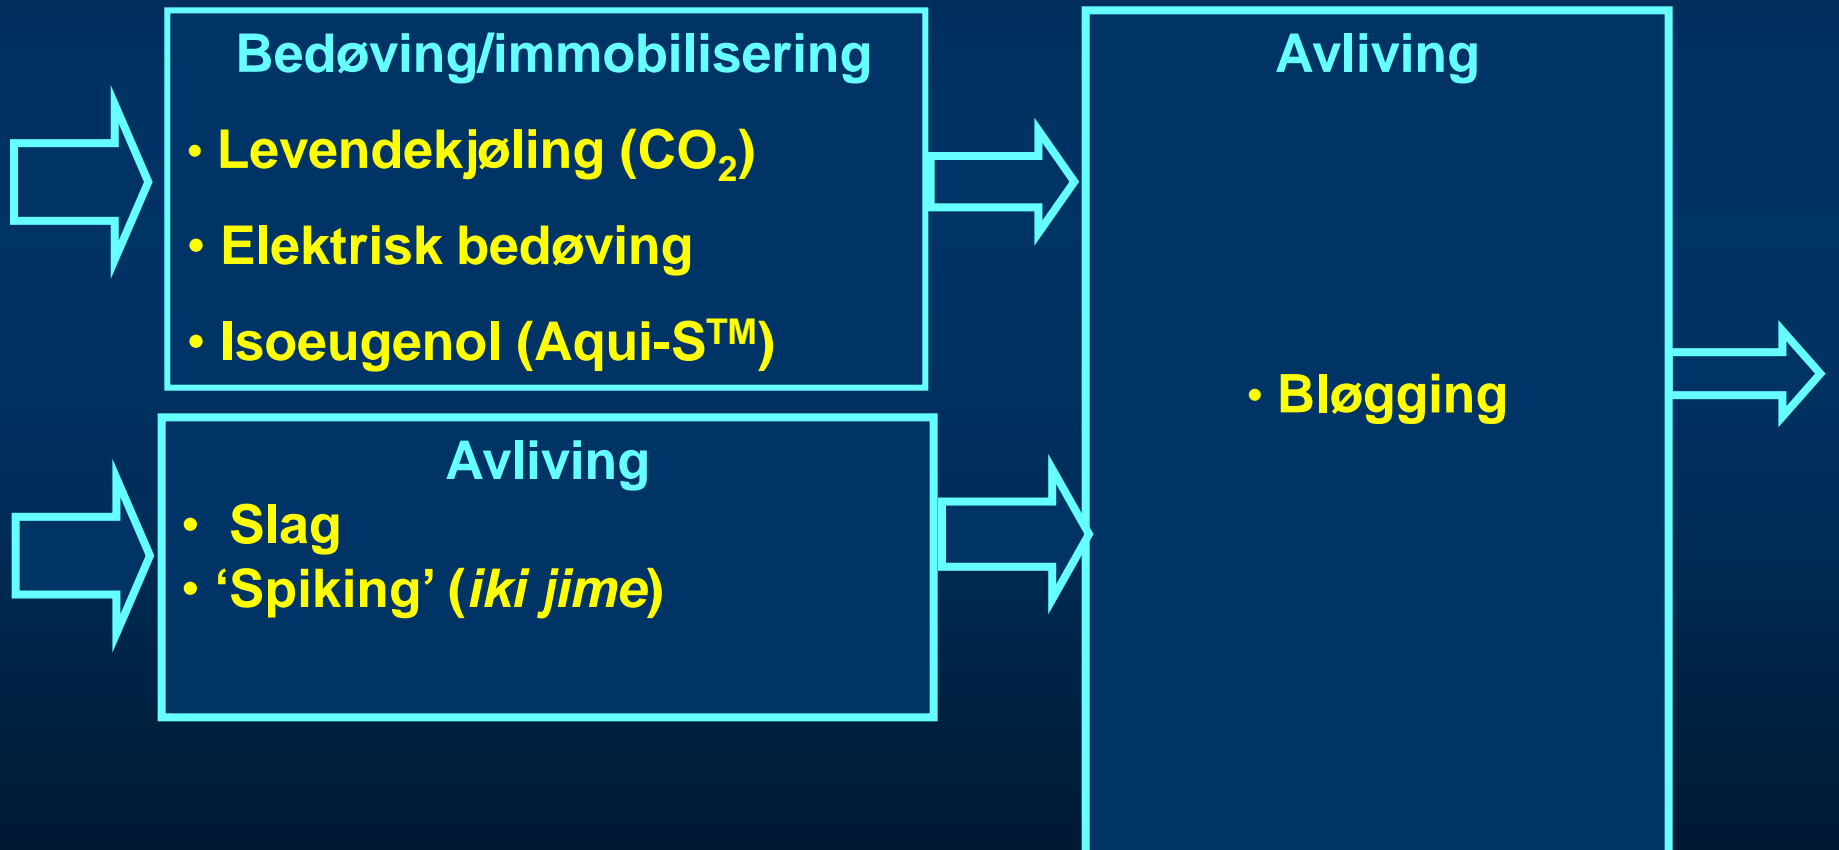 Bedøving/immobilisering
• Levendekjøling (CO₂)
• Elektrisk bedøving
• Isoeugenol (Aqui-S™)
Avliving
• Slag
• ‘Spiking’ (iki jime)
Avliving
• Bløgging